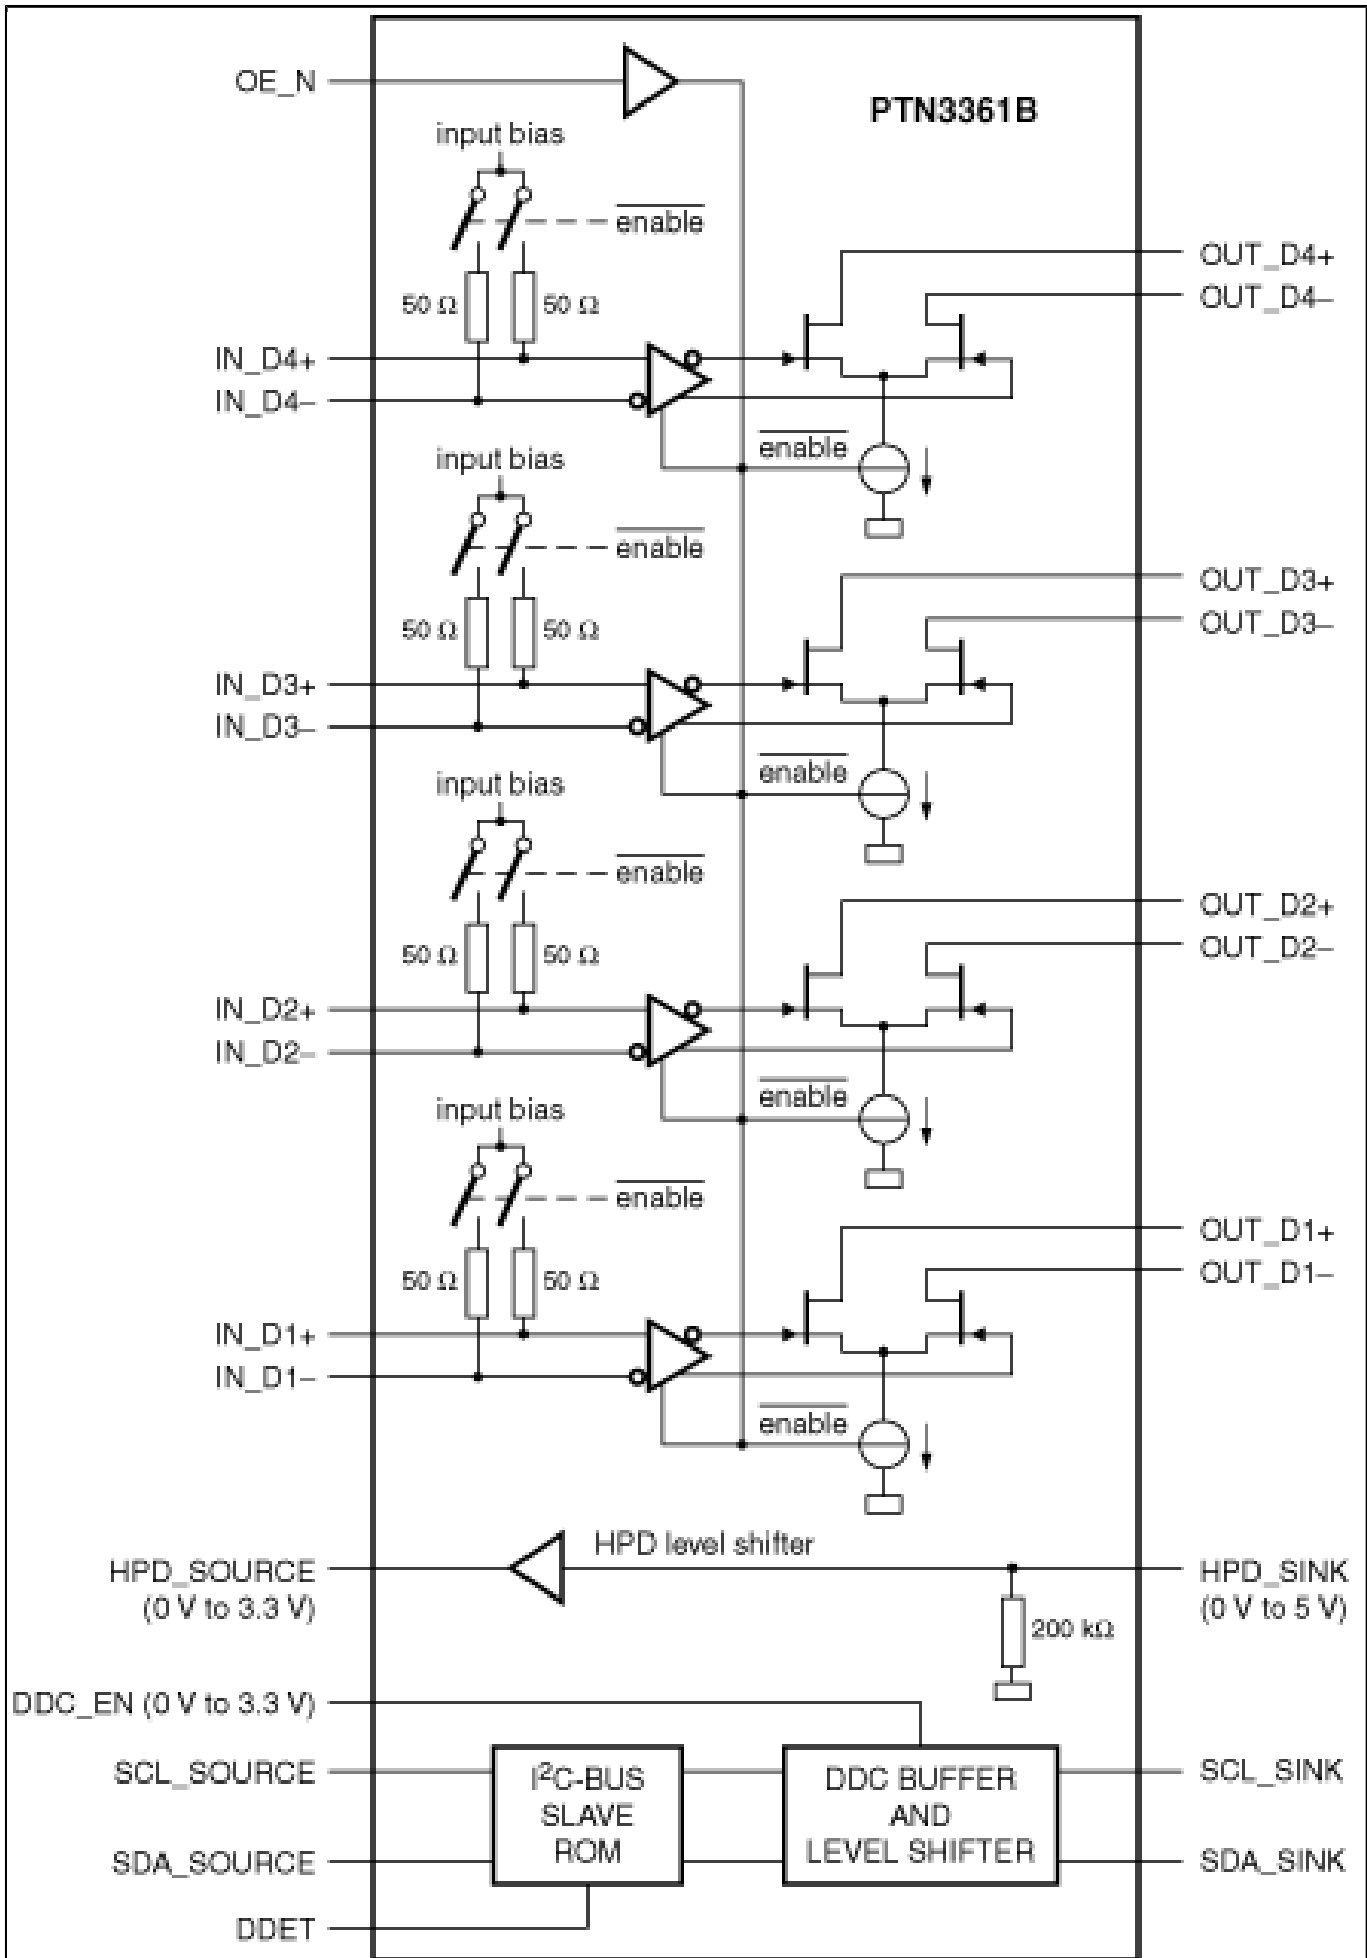 OE_N
PTN3361B
input bias
enable
OUT_D4+
OUT_D4–
50 Ω
50 Ω
IN_D4+
IN_D4–
enable
input bias
enable
OUT_D3+
OUT_D3–
50 Ω
50 Ω
IN_D3+
IN_D3–
enable
input bias
enable
OUT_D2+
OUT_D2–
50 Ω
50 Ω
IN_D2+
IN_D2–
enable
input bias
enable
OUT_D1+
OUT_D1–
50 Ω
50 Ω
IN_D1+
IN_D1–
enable
HPD level shifter
HPD_SOURCE
(0 V to 3.3 V)
HPD_SINK
(0 V to 5 V)
200 kΩ
DDC_EN (0 V to 3.3 V)
SCL_SOURCE
I²C-BUS
SLAVE
ROM
DDC BUFFER
AND
LEVEL SHIFTER
SCL_SINK
SDA_SOURCE
SDA_SINK
DDET